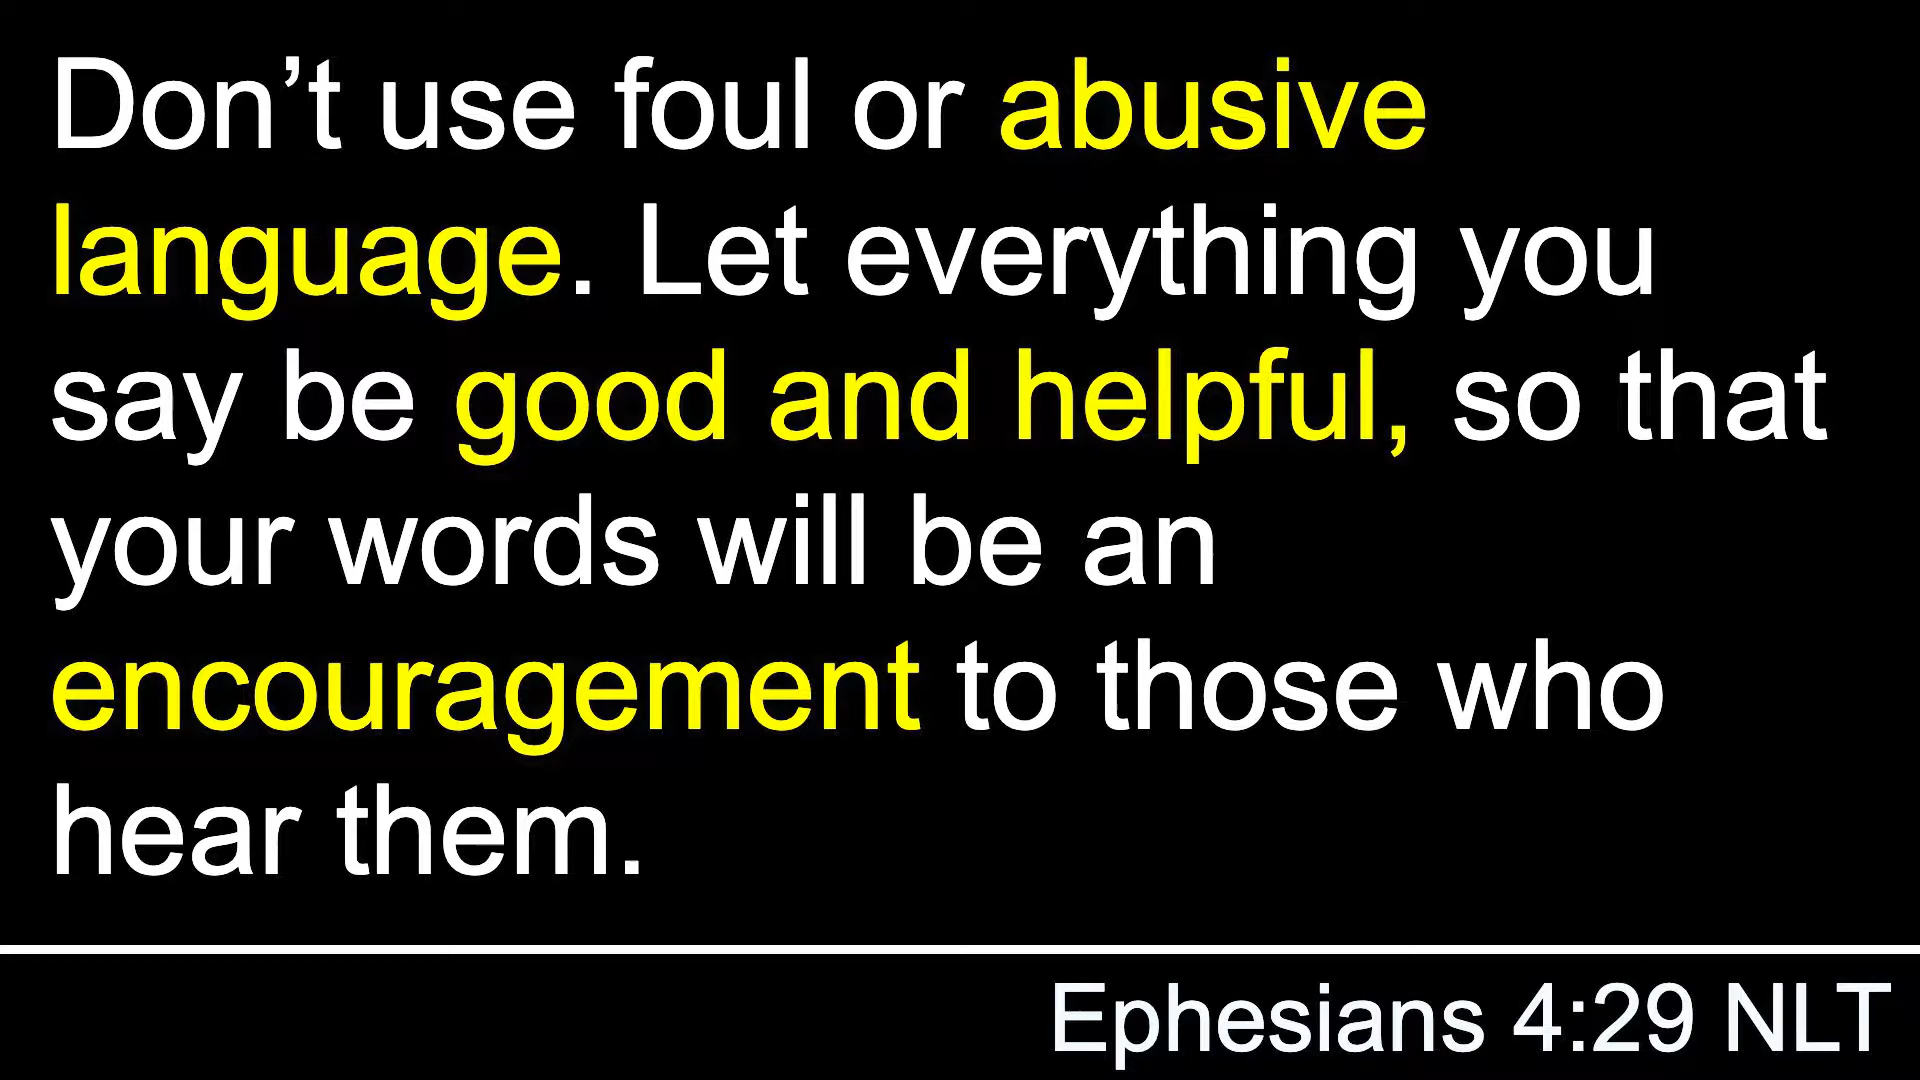 Don’t use foul or abusive
language. Let everything you
say be good and helpful, so that
your words will be an
encouragement to those who
hear them.
Ephesians 4:29 NLT